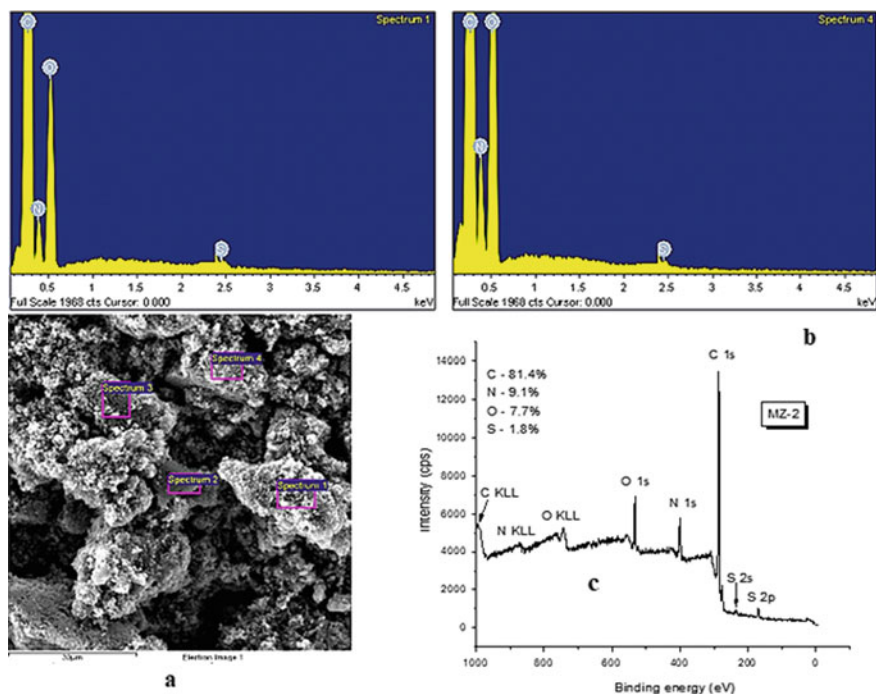 Spectrum 1
C
O
N
S
0.5 1 1.5 2 2.5 3 3.5 4 4.5
Full Scale 1968 cts Cursor: 0.000 keV
Spectrum 4
C O
N
S
0.5 1 1.5 2 2.5 3 3.5 4 4.5
Full Scale 1968 cts Cursor: 0.000 keV
b
Spectrum 4
Spectrum 3
Spectrum 2
Spectrum 1
Electron Image 1
a
C 1s
C - 81.4%
N - 9.1%
O - 7.7%
S - 1.8%
MZ-2
O 1s
N 1s
C KLL
N KLL
O KLL
c
S 2s
S 2p
14000
12000
10000
8000
6000
4000
2000
0
Intensity (cps)
1000 800 600 400 200 0
Binding energy (eV)